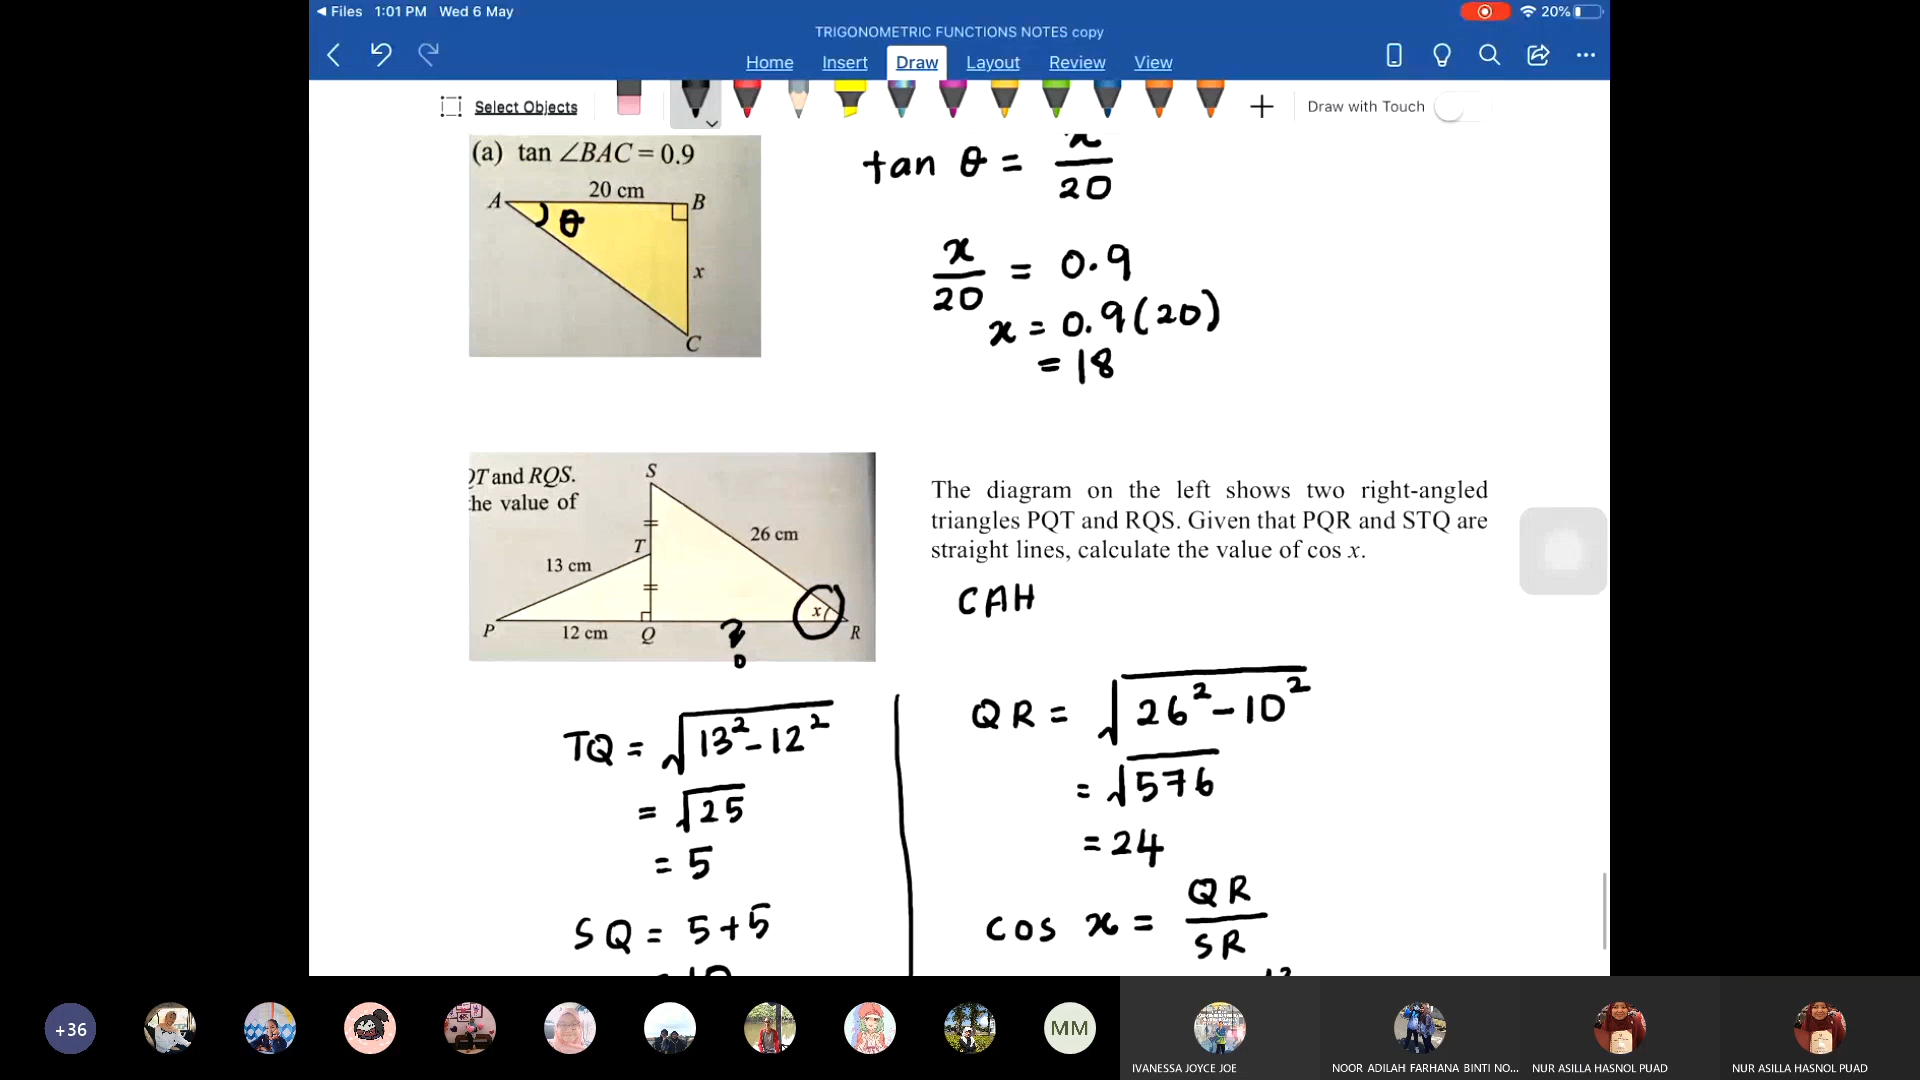 Files 1:01 PM Wed 6 May
20%
TRIGONOMETRIC FUNCTIONS NOTES copy
Home Insert Draw Layout Review View
Select Objects
Draw with Touch
(a) tan ∠BAC = 0.9
20 cm
A
B
θ
x
C
tan θ = x/20
x/20 = 0.9
x = 0.9(20)
= 18
QT and RQS.
the value of
S
26 cm
T
13 cm
x
P
12 cm
Q
?
R
The diagram on the left shows two right-angled
triangles PQT and RQS. Given that PQR and STQ are
straight lines, calculate the value of cos x.
CAH
TQ = √13² - 12²
= √25
= 5
SQ = 5+5
= 10
QR = √26² - 10²
= √576
= 24
cos x = QR/SR
+36
MM
IVANESSA JOYCE JOE
NOOR ADILAH FARHANA BINTI NO...
NUR ASILLA HASNOL PUAD
NUR ASILLA HASNOL PUAD